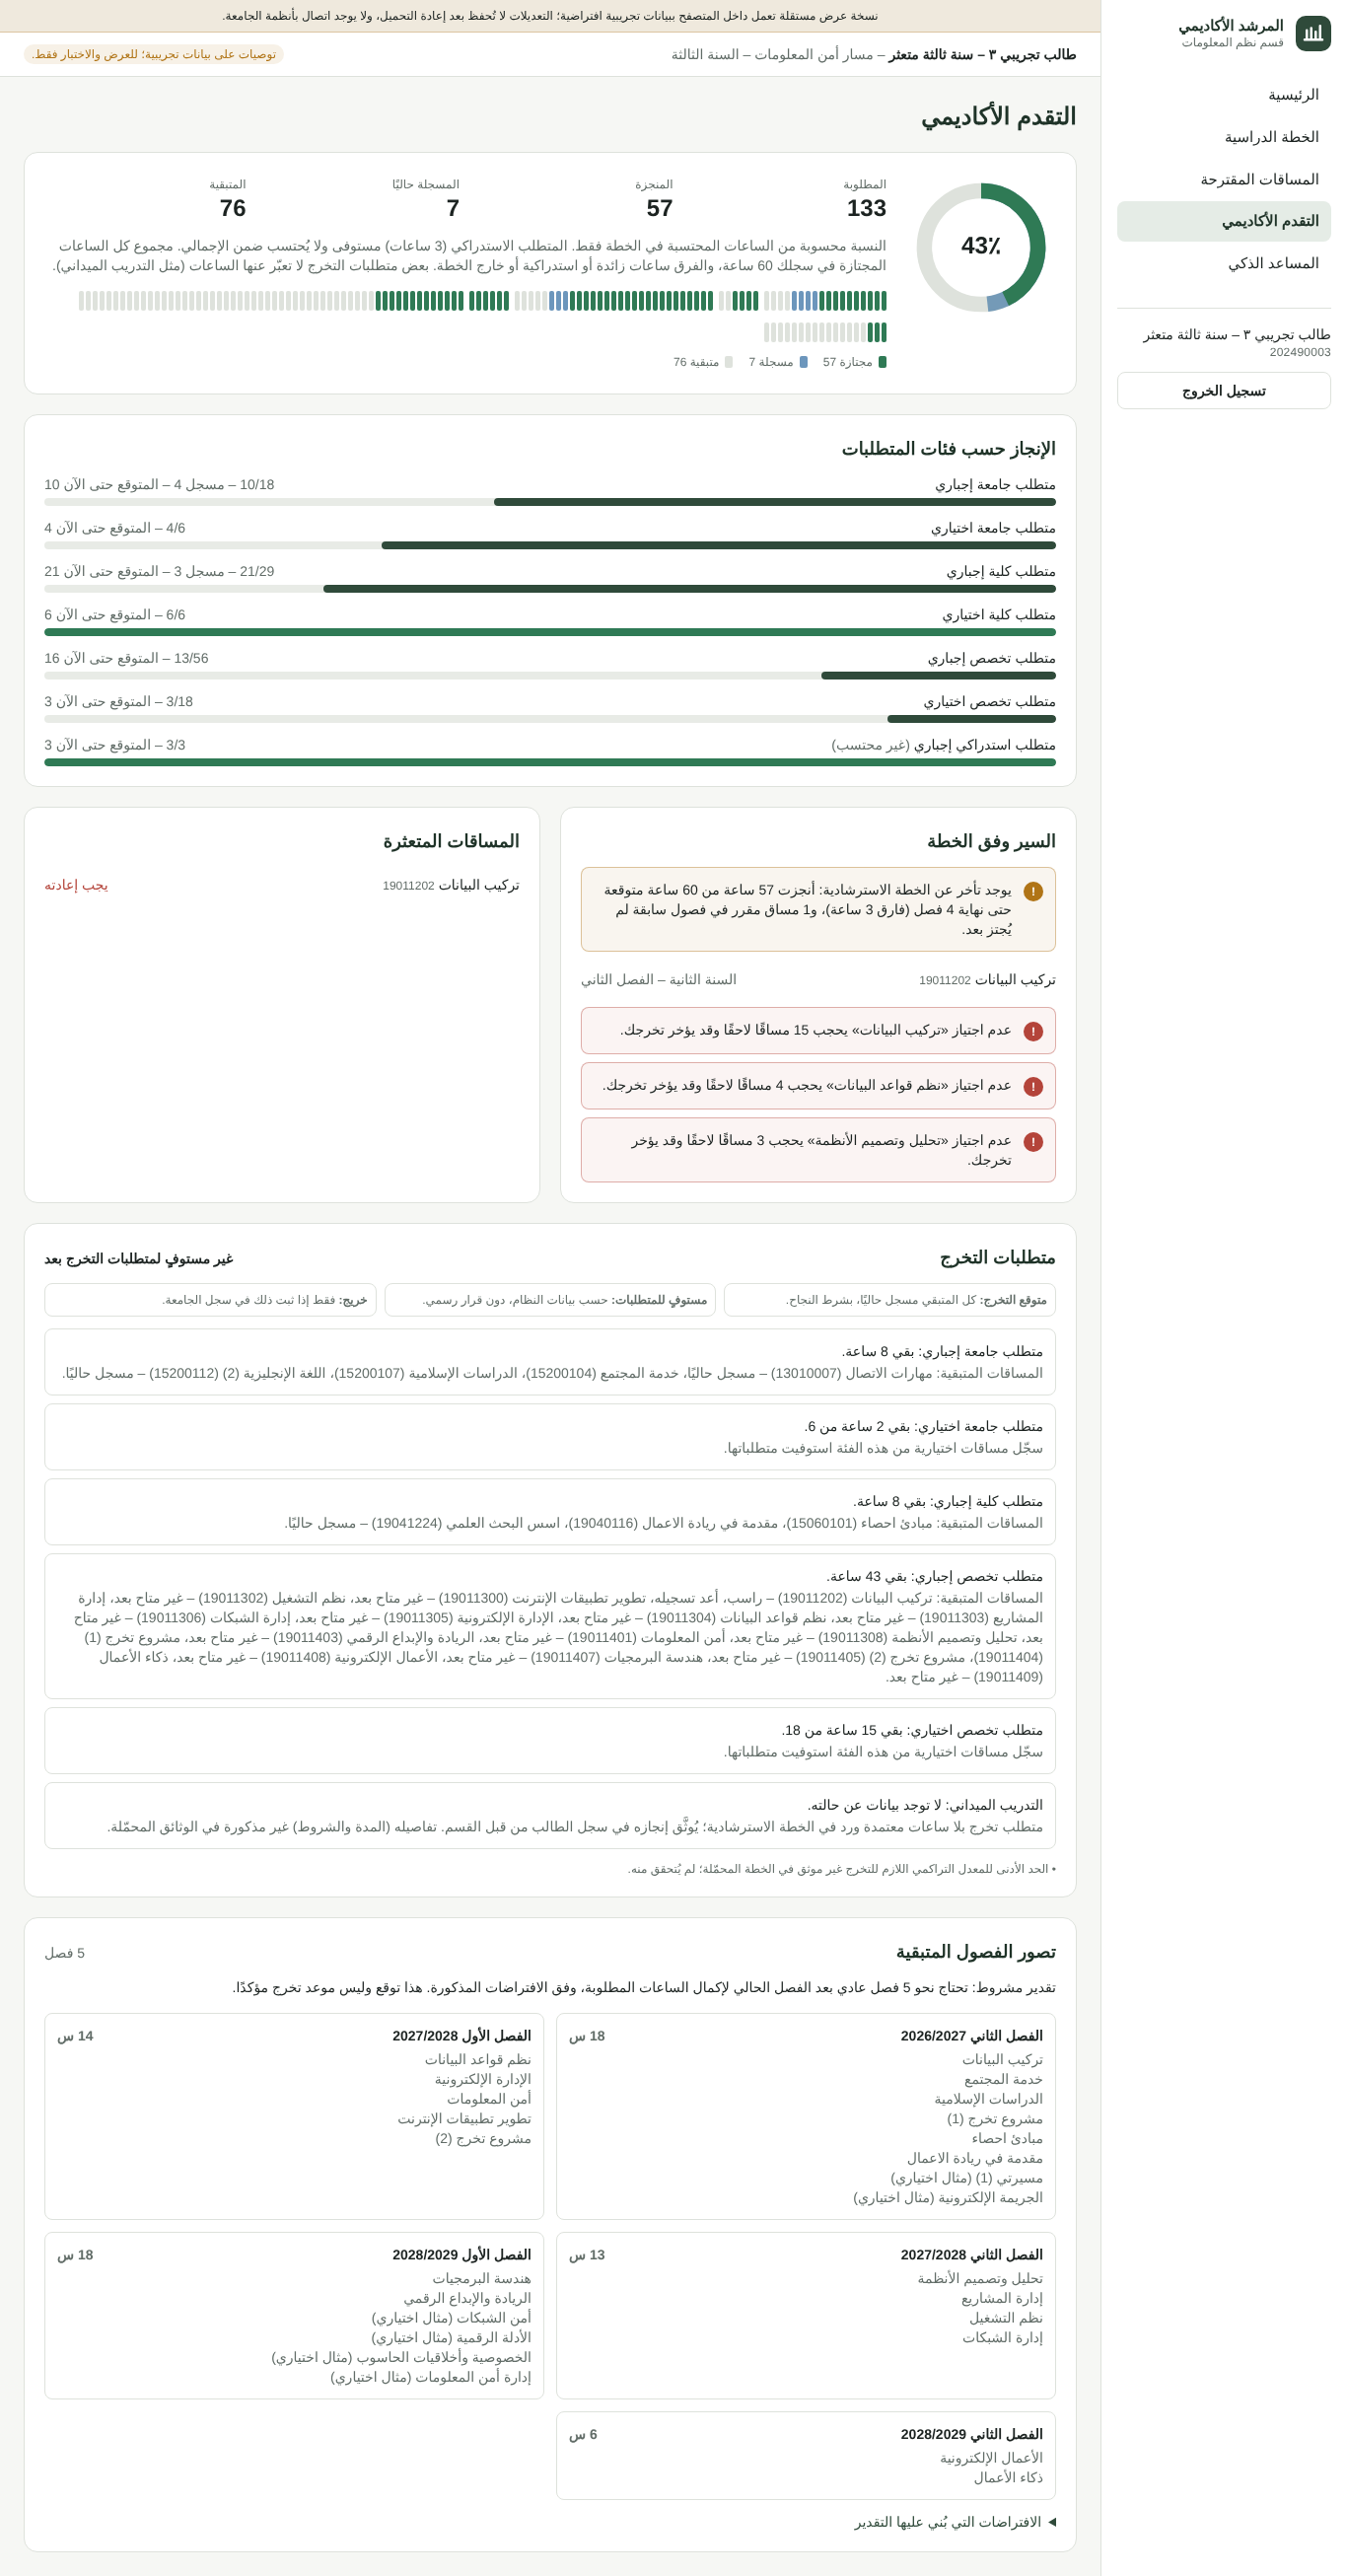 نسخة عرض مستقلة تعمل داخل المتصفح ببيانات تجريبية افتراضية؛ التعديلات لا تُحفظ بعد إعادة التحميل، ولا يوجد اتصال بأنظمة الجامعة.
المرشد الأكاديمي
قسم نظم المعلومات
الرئيسية
الخطة الدراسية
المساقات المقترحة
التقدم الأكاديمي
المساعد الذكي
طالب تجريبي ٣ – سنة ثالثة متعثر
202490003
تسجيل الخروج
طالب تجريبي ٣ – سنة ثالثة متعثر – مسار أمن المعلومات – السنة الثالثة
توصيات على بيانات تجريبية؛ للعرض والاختبار فقط.
التقدم الأكاديمي
43٪
المطلوبة
133
المنجزة
57
المسجلة حاليًا
7
المتبقية
76
النسبة محسوبة من الساعات المحتسبة في الخطة فقط. المتطلب الاستدراكي (3 ساعات) مستوفى ولا يُحتسب ضمن الإجمالي. مجموع كل الساعات
المجتازة في سجلك 60 ساعة، والفرق ساعات زائدة أو استدراكية أو خارج الخطة. بعض متطلبات التخرج لا تعبّر عنها الساعات (مثل التدريب الميداني).
مجتازة 57
مسجلة 7
متبقية 76
الإنجاز حسب فئات المتطلبات
متطلب جامعة إجباري
10/18 – مسجل 4 – المتوقع حتى الآن 10
متطلب جامعة اختياري
4/6 – المتوقع حتى الآن 4
متطلب كلية إجباري
21/29 – مسجل 3 – المتوقع حتى الآن 21
متطلب كلية اختياري
6/6 – المتوقع حتى الآن 6
متطلب تخصص إجباري
13/56 – المتوقع حتى الآن 16
متطلب تخصص اختياري
3/18 – المتوقع حتى الآن 3
متطلب استدراكي إجباري (غير محتسب)
3/3 – المتوقع حتى الآن 3
السير وفق الخطة
يوجد تأخر عن الخطة الاسترشادية: أنجزت 57 ساعة من 60 ساعة متوقعة
حتى نهاية 4 فصل (فارق 3 ساعة)، و1 مساق مقرر في فصول سابقة لم
يُجتز بعد.
تركيب البيانات 19011202
السنة الثانية – الفصل الثاني
عدم اجتياز «تركيب البيانات» يحجب 15 مساقًا لاحقًا وقد يؤخر تخرجك.
عدم اجتياز «نظم قواعد البيانات» يحجب 4 مساقًا لاحقًا وقد يؤخر تخرجك.
عدم اجتياز «تحليل وتصميم الأنظمة» يحجب 3 مساقًا لاحقًا وقد يؤخر
تخرجك.
المساقات المتعثرة
تركيب البيانات 19011202
يجب إعادته
متطلبات التخرج
غير مستوفٍ لمتطلبات التخرج بعد
متوقع التخرج: كل المتبقي مسجل حاليًا، بشرط النجاح.
مستوفٍ للمتطلبات: حسب بيانات النظام، دون قرار رسمي.
خريج: فقط إذا ثبت ذلك في سجل الجامعة.
متطلب جامعة إجباري: بقي 8 ساعة.
المساقات المتبقية: مهارات الاتصال (13010007) – مسجل حاليًا، خدمة المجتمع (15200104)، الدراسات الإسلامية (15200107)، اللغة الإنجليزية (2) (15200112) – مسجل حاليًا.
متطلب جامعة اختياري: بقي 2 ساعة من 6.
سجّل مساقات اختيارية من هذه الفئة استوفيت متطلباتها.
متطلب كلية إجباري: بقي 8 ساعة.
المساقات المتبقية: مبادئ احصاء (15060101)، مقدمة في ريادة الاعمال (19040116)، اسس البحث العلمي (19041224) – مسجل حاليًا.
متطلب تخصص إجباري: بقي 43 ساعة.
المساقات المتبقية: تركيب البيانات (19011202) – راسب، أعد تسجيله، تطوير تطبيقات الإنترنت (19011300) – غير متاح بعد، نظم التشغيل (19011302) – غير متاح بعد، إدارة
المشاريع (19011303) – غير متاح بعد، نظم قواعد البيانات (19011304) – غير متاح بعد، الإدارة الإلكترونية (19011305) – غير متاح بعد، إدارة الشبكات (19011306) – غير متاح
بعد، تحليل وتصميم الأنظمة (19011308) – غير متاح بعد، أمن المعلومات (19011401) – غير متاح بعد، الريادة والإبداع الرقمي (19011403) – غير متاح بعد، مشروع تخرج (1)
(19011404)، مشروع تخرج (2) (19011405) – غير متاح بعد، هندسة البرمجيات (19011407) – غير متاح بعد، الأعمال الإلكترونية (19011408) – غير متاح بعد، ذكاء الأعمال
(19011409) – غير متاح بعد.
متطلب تخصص اختياري: بقي 15 ساعة من 18.
سجّل مساقات اختيارية من هذه الفئة استوفيت متطلباتها.
التدريب الميداني: لا توجد بيانات عن حالته.
متطلب تخرج بلا ساعات معتمدة ورد في الخطة الاسترشادية؛ يُوثَّق إنجازه في سجل الطالب من قبل القسم. تفاصيله (المدة والشروط) غير مذكورة في الوثائق المحمّلة.
• الحد الأدنى للمعدل التراكمي اللازم للتخرج غير موثق في الخطة المحمّلة؛ لم يُتحقق منه.
تصور الفصول المتبقية
5 فصل
تقدير مشروط: تحتاج نحو 5 فصل عادي بعد الفصل الحالي لإكمال الساعات المطلوبة، وفق الافتراضات المذكورة. هذا توقع وليس موعد تخرج مؤكدًا.
الفصل الثاني 2026/2027
18 س
تركيب البيانات
خدمة المجتمع
الدراسات الإسلامية
مشروع تخرج (1)
مبادئ احصاء
مقدمة في ريادة الاعمال
مسيرتي (1) (مثال اختياري)
الجريمة الإلكترونية (مثال اختياري)
الفصل الأول 2027/2028
14 س
نظم قواعد البيانات
الإدارة الإلكترونية
أمن المعلومات
تطوير تطبيقات الإنترنت
مشروع تخرج (2)
الفصل الثاني 2027/2028
13 س
تحليل وتصميم الأنظمة
إدارة المشاريع
نظم التشغيل
إدارة الشبكات
الفصل الأول 2028/2029
18 س
هندسة البرمجيات
الريادة والإبداع الرقمي
أمن الشبكات (مثال اختياري)
الأدلة الرقمية (مثال اختياري)
الخصوصية وأخلاقيات الحاسوب (مثال اختياري)
إدارة أمن المعلومات (مثال اختياري)
الفصل الثاني 2028/2029
6 س
الأعمال الإلكترونية
ذكاء الأعمال
الافتراضات التي بُني عليها التقدير